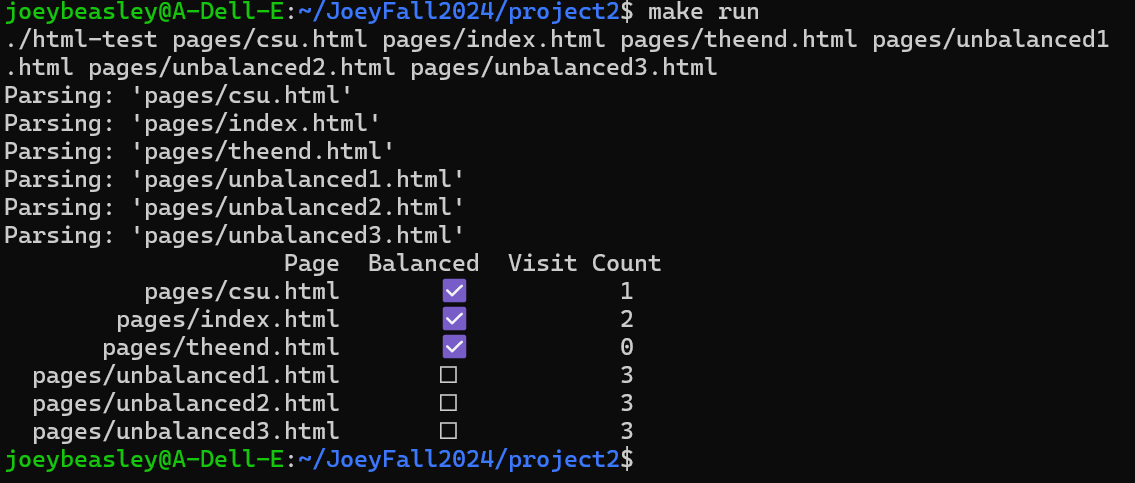 joeybeasley@A-Dell-E:~/JoeyFall2024/project2$ make run
./html-test pages/csu.html pages/index.html pages/theend.html pages/unbalanced1
.html pages/unbalanced2.html pages/unbalanced3.html
Parsing: 'pages/csu.html'
Parsing: 'pages/index.html'
Parsing: 'pages/theend.html'
Parsing: 'pages/unbalanced1.html'
Parsing: 'pages/unbalanced2.html'
Parsing: 'pages/unbalanced3.html'
Page  Balanced  Visit Count
pages/csu.html ✅ 1
pages/index.html ✅ 2
pages/theend.html ✅ 0
pages/unbalanced1.html ☐ 3
pages/unbalanced2.html ☐ 3
pages/unbalanced3.html ☐ 3
joeybeasley@A-Dell-E:~/JoeyFall2024/project2$